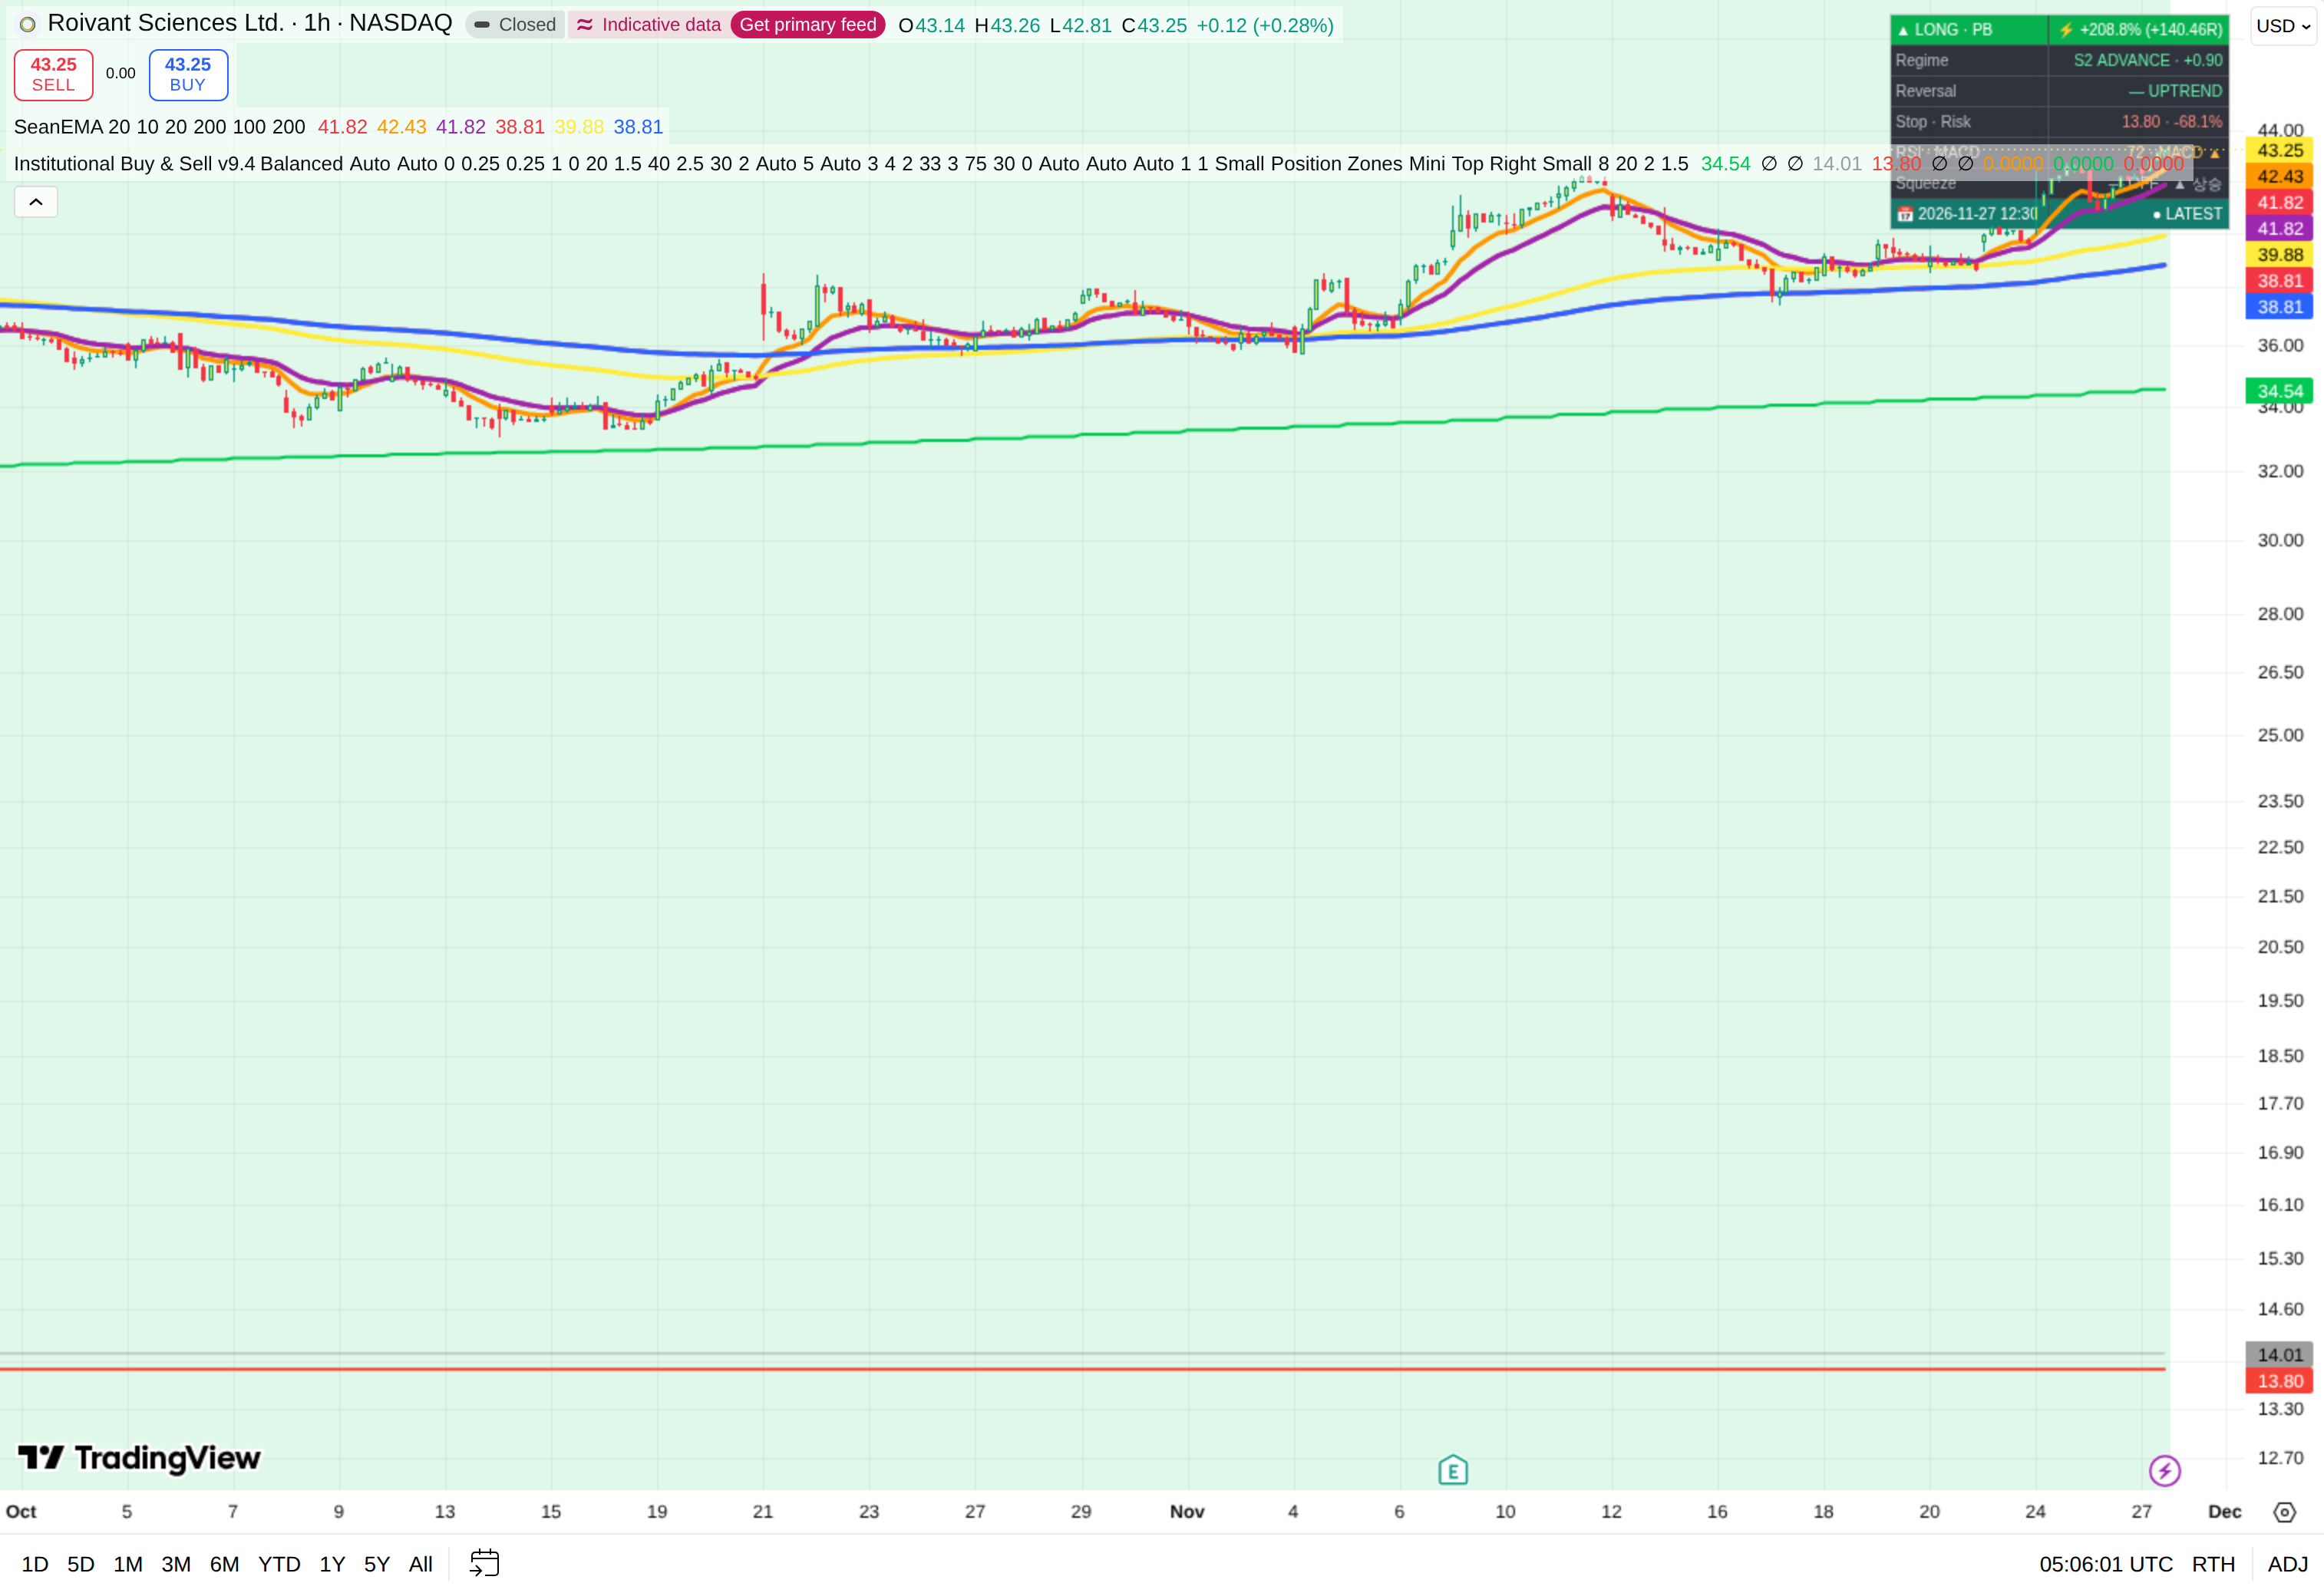 Roivant Sciences Ltd. · 1h · NASDAQ Closed Indicative data Get primary feed O43.14 H43.26 L42.81 C43.25 +0.12 (+0.28%)
USD
43.25 SELL
0.00
43.25 BUY
SeanEMA 20 10 20 200 100 200 41.82 42.43 41.82 38.81 39.88 38.81
Institutional Buy & Sell v9.4 Balanced Auto Auto 0 0.25 0.25 1 0 20 1.5 40 2.5 30 2 Auto 5 Auto 3 4 2 33 3 75 30 0 Auto Auto Auto 1 1 Small Position Zones Mini Top Right Small 8 20 2 1.5 34.54 ∅ ∅ 14.01 13.80 ∅ ∅ 0.0000 0.0000 0.0000
▲ LONG · PB ⚡ +208.8% (+140.46R)
Regime S2 ADVANCE · +0.90
Reversal — UPTREND
Stop · Risk 13.80 · -68.1%
RSI · MACD 72 · MACD ▲
Squeeze ▲ 상승
📅 2026-11-27 12:30 ● LATEST
44.00
43.25
42.43
41.82
41.82
39.88
38.81
38.81
36.00
34.54
34.00
32.00
30.00
28.00
26.50
25.00
23.50
22.50
21.50
20.50
19.50
18.50
17.70
16.90
16.10
15.30
14.60
14.01
13.80
13.30
12.70
TradingView
E
Oct 5 7 9 13 15 19 21 23 27 29 Nov 4 6 10 12 16 18 20 24 27 Dec
1D 5D 1M 3M 6M YTD 1Y 5Y All
05:06:01 UTC RTH ADJ